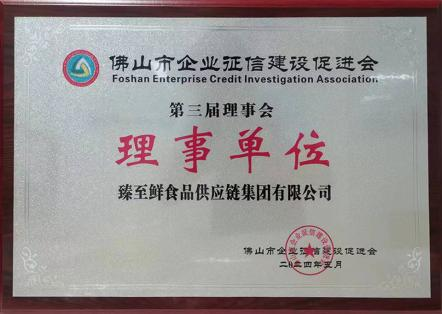 佛山市企业征信建设促进会
Foshan Enterprise Credit Investigation Association
第三届理事会
理事单位
臻至鲜食品供应链集团有限公司
佛山市企业征信建设促进会
二0二四年五月